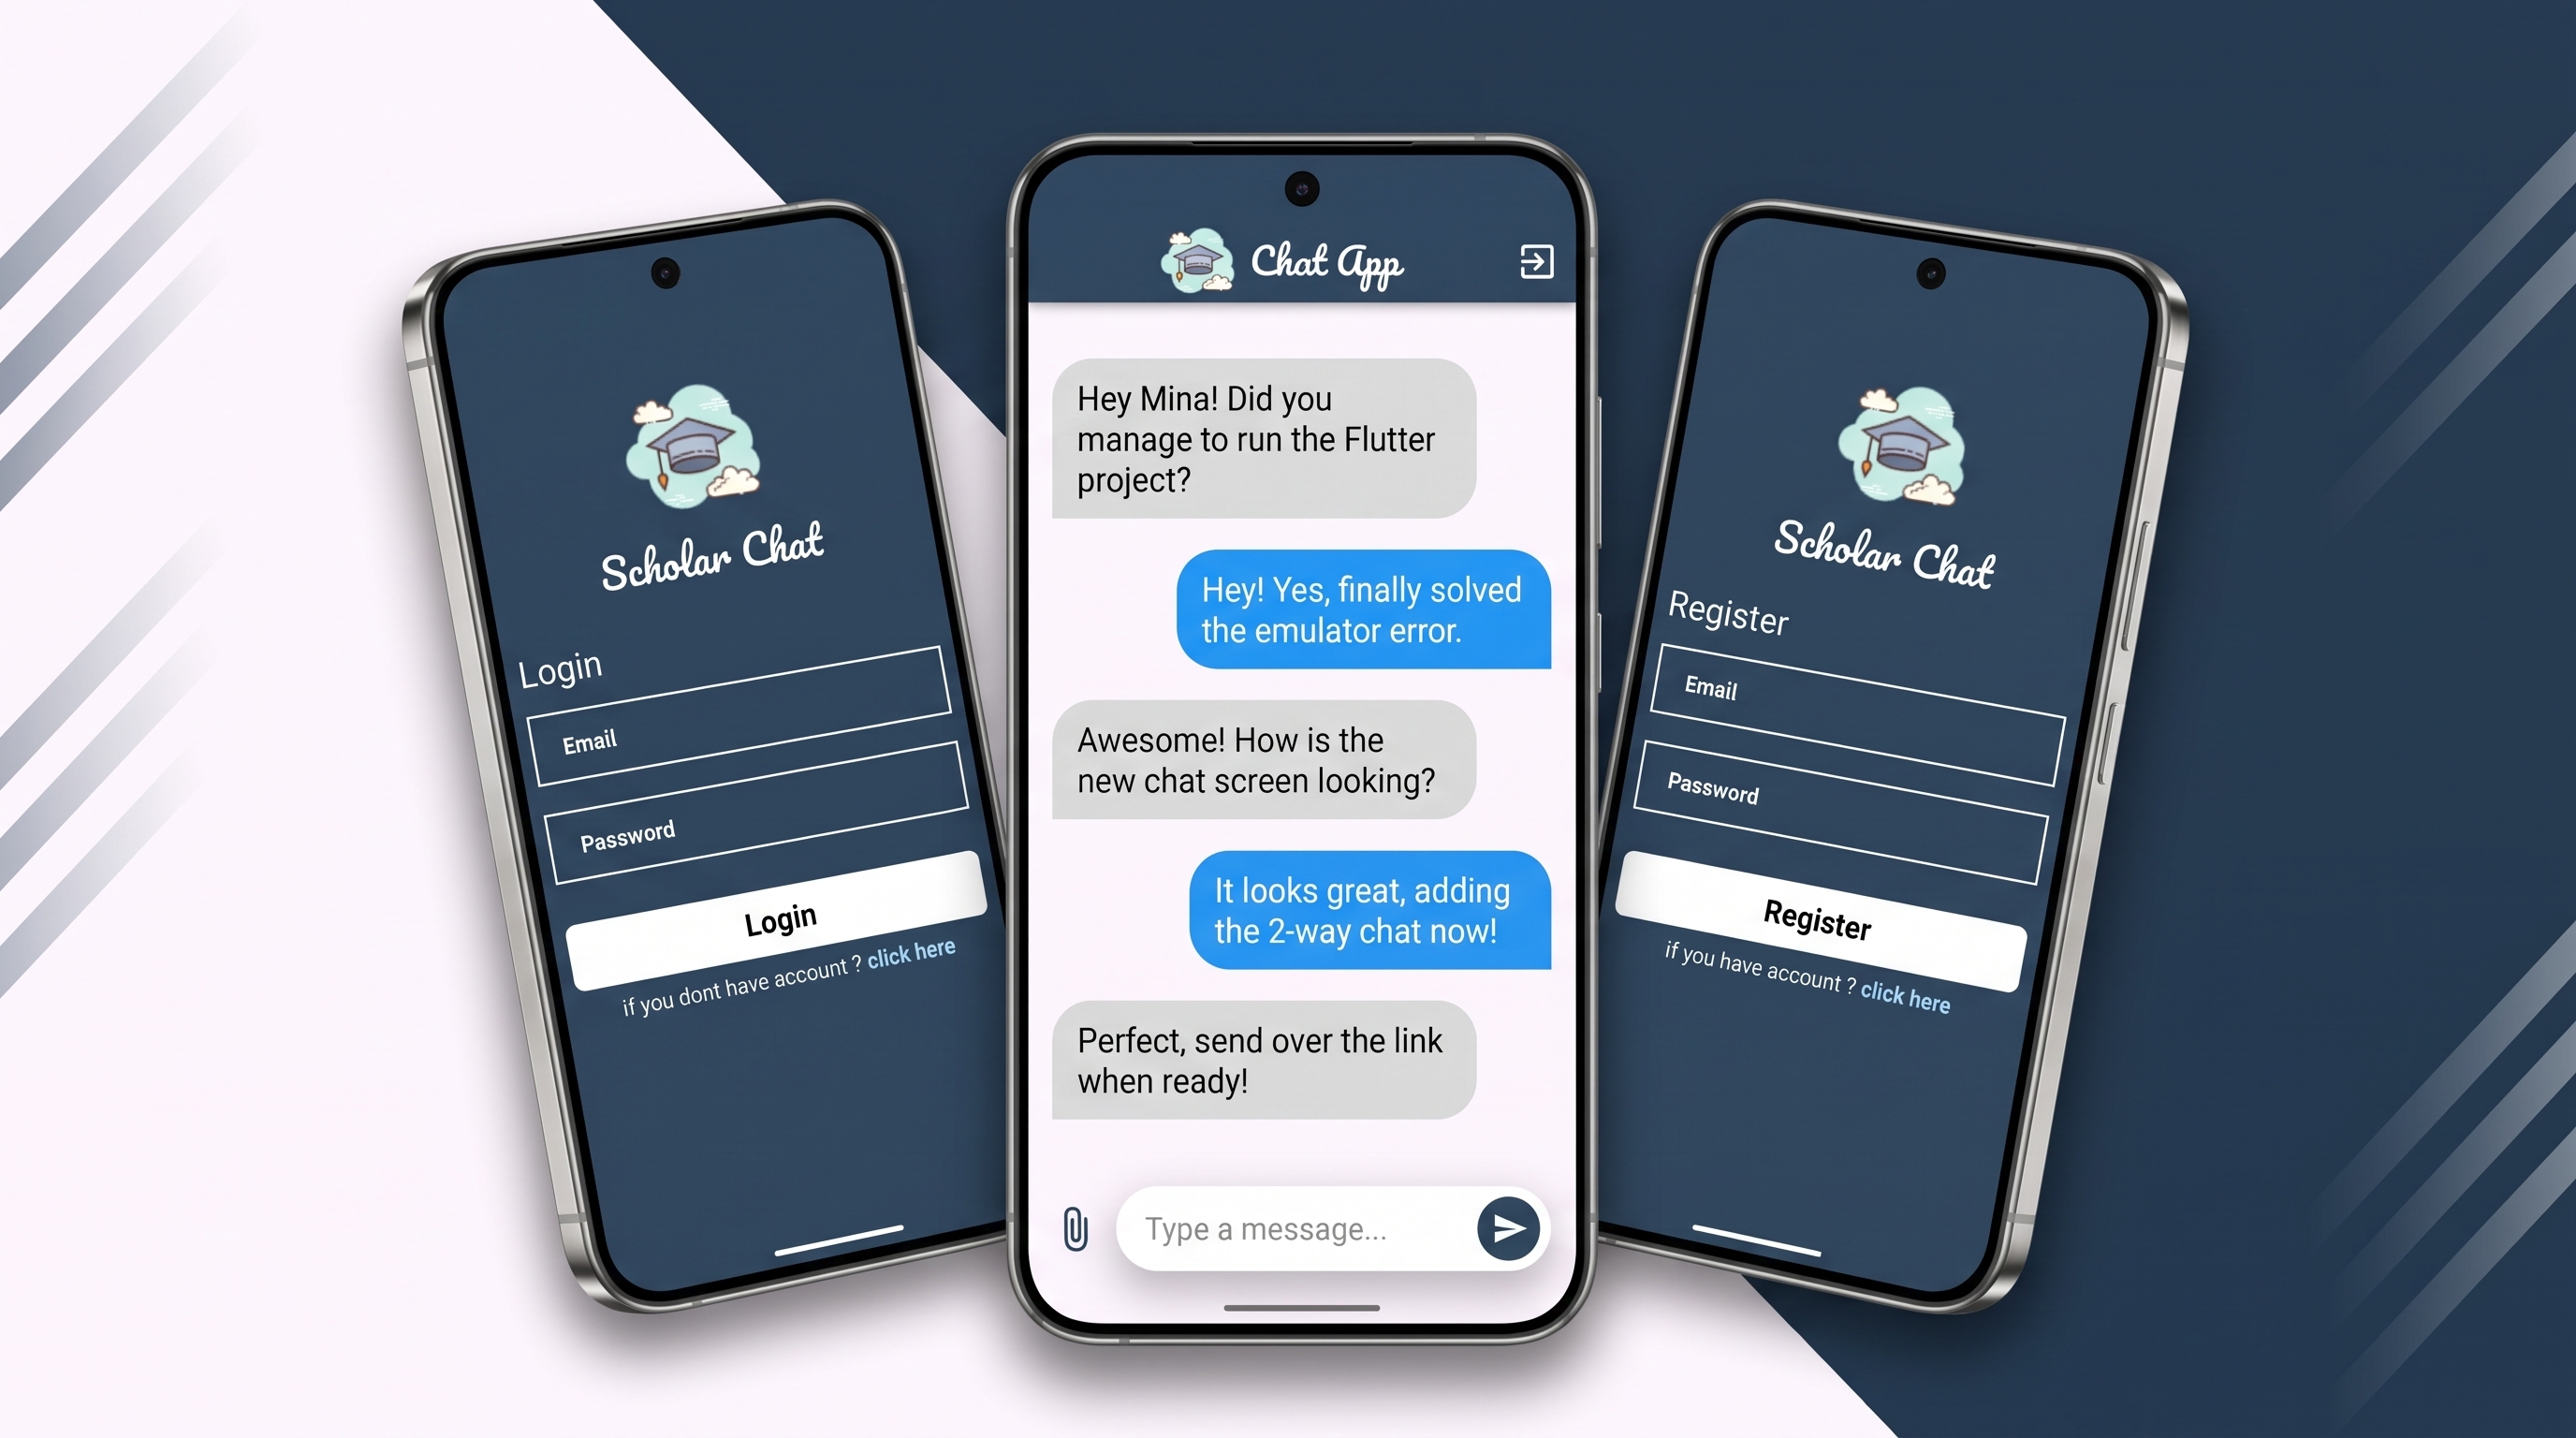 Scholar Chat
Login
Email
Password
Login
if you dont have account ? click here
Chat App
Hey Mina! Did you
manage to run the Flutter
project?
Hey! Yes, finally solved
the emulator error.
Awesome! How is the
new chat screen looking?
It looks great, adding
the 2-way chat now!
Perfect, send over the link
when ready!
Type a message...
Scholar Chat
Register
Email
Password
Register
if you have account ? click here